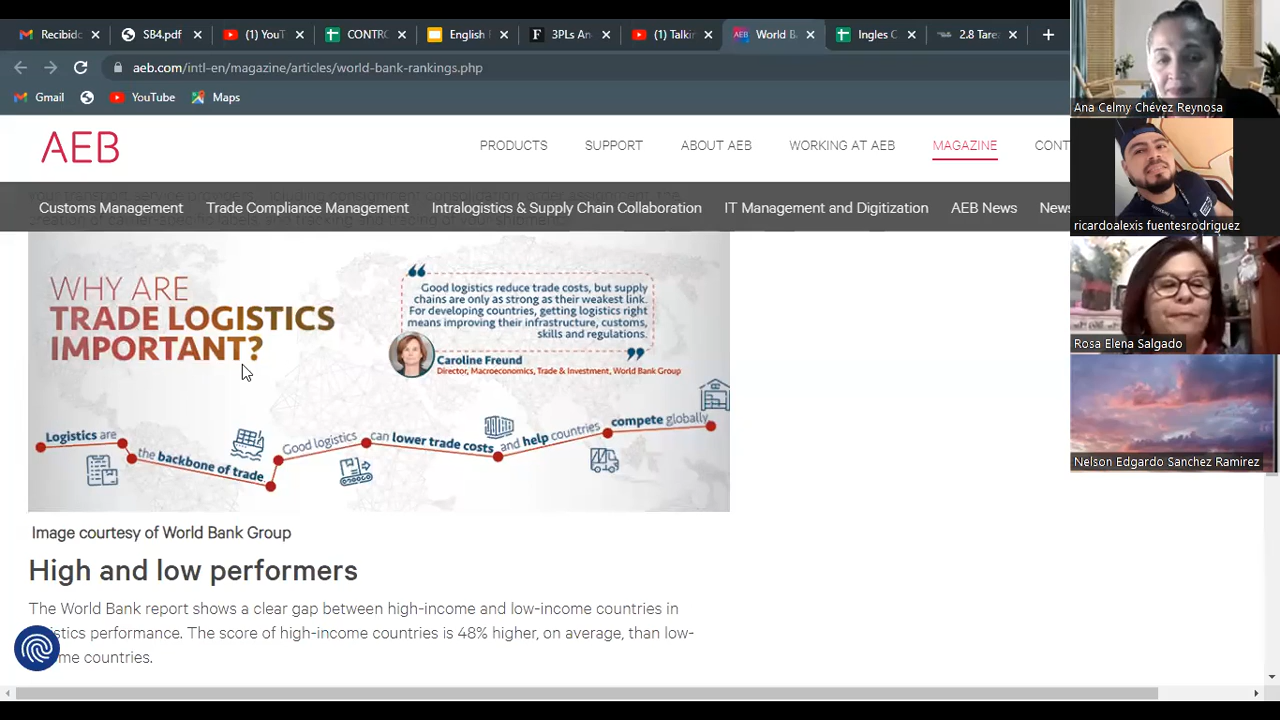 Recibido
SB4.pdf
(1) YouT
CONTRO
English I
3PLs An
(1) Talkin
World B
Ingles C
2.8 Tarea
aeb.com/intl-en/magazine/articles/world-bank-rankings.php
Gmail
YouTube
Maps
AEB
PRODUCTS
SUPPORT
ABOUT AEB
WORKING AT AEB
MAGAZINE
CONT
Customs Management
Trade Compliance Management
Intralogistics & Supply Chain Collaboration
IT Management and Digitization
AEB News
News
WHY ARE
TRADE LOGISTICS
IMPORTANT?
Good logistics reduce trade costs, but supply
chains are only as strong as their weakest link.
For developing countries, getting logistics right
means improving their infrastructure, customs,
skills and regulations.
Caroline Freund
Director, Macroeconomics, Trade & Investment, World Bank Group
Logistics are
the backbone of trade.
Good logistics
can lower trade costs
and help countries
compete globally
Image courtesy of World Bank Group
High and low performers
The World Bank report shows a clear gap between high-income and low-income countries in
istics performance. The score of high-income countries is 48% higher, on average, than low-
me countries.
Ana Celmy Chévez Reynosa
ricardoalexis fuentesrodriguez
Rosa Elena Salgado
Nelson Edgardo Sanchez Ramirez